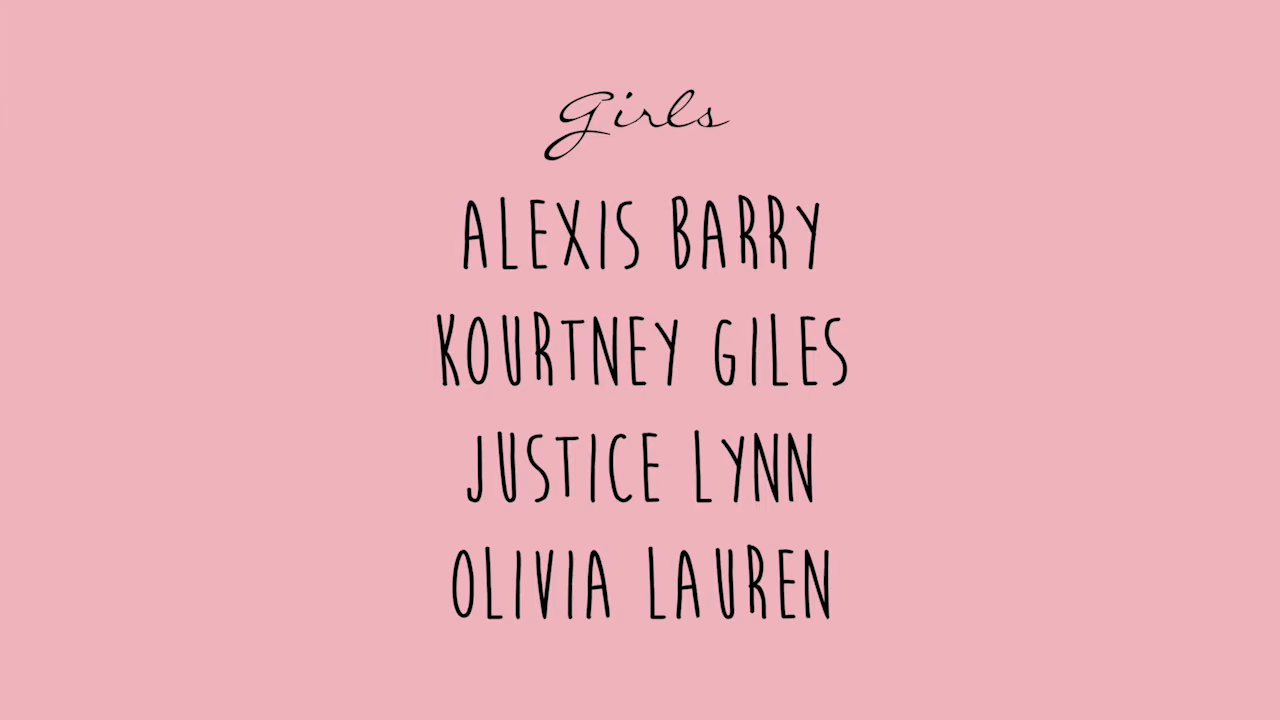 Girls
ALEXIS BARRY
KOURTNEY GILES
JUSTICE LYNN
OLIVIA LAUREN